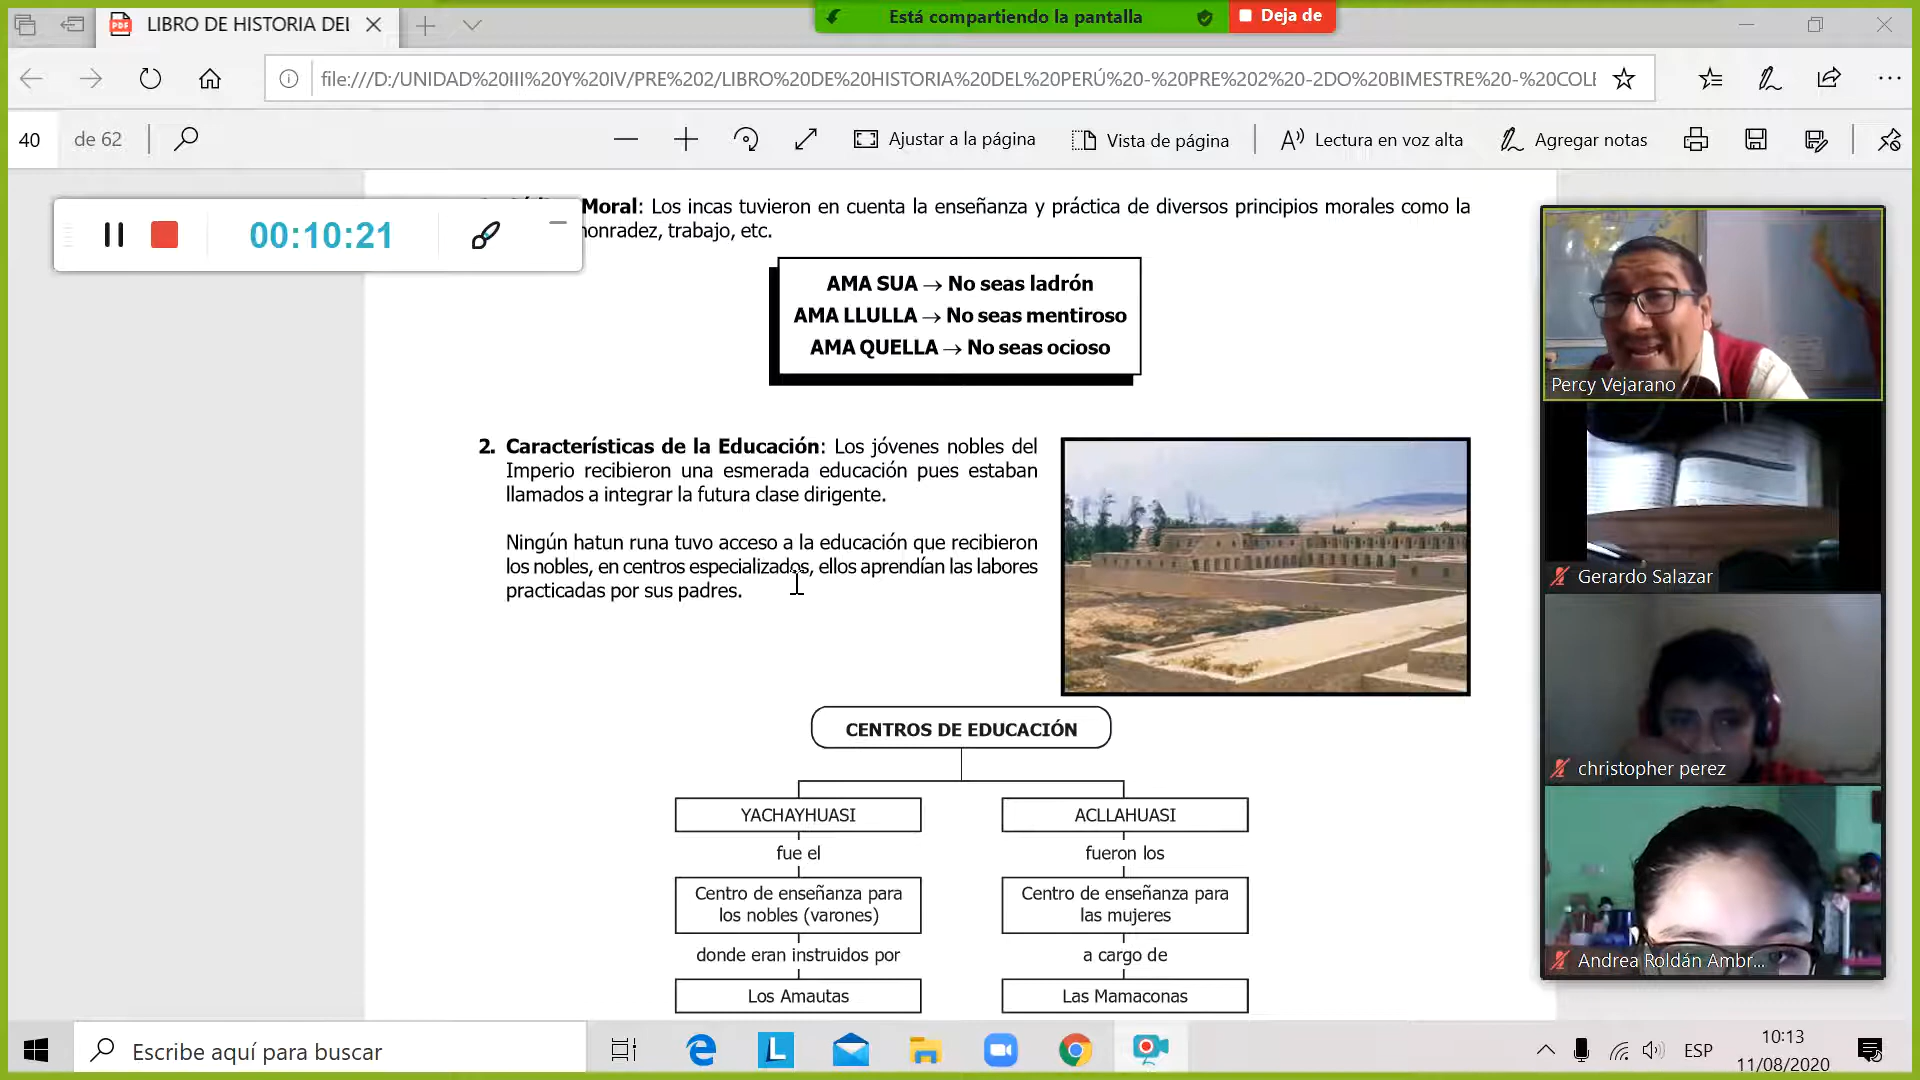 LIBRO DE HISTORIA DEL
Está compartiendo la pantalla
Deja de
file:///D:/UNIDAD%20III%20Y%20IV/PRE%202/LIBRO%20DE%20HISTORIA%20DEL%20PERÚ%20-%20PRE%202%20-2DO%20BIMESTRE%20-%20COLE
40
de 62
Ajustar a la página
Vista de página
Lectura en voz alta
Agregar notas
00:10:21
Moral: Los incas tuvieron en cuenta la enseñanza y práctica de diversos principios morales como la
honradez, trabajo, etc.
AMA SUA → No seas ladrón
AMA LLULLA → No seas mentiroso
AMA QUELLA → No seas ocioso
2. Características de la Educación: Los jóvenes nobles del
Imperio recibieron una esmerada educación pues estaban
llamados a integrar la futura clase dirigente.
Ningún hatun runa tuvo acceso a la educación que recibieron
los nobles, en centros especializados, ellos aprendían las labores
practicadas por sus padres.
CENTROS DE EDUCACIÓN
YACHAYHUASI
fue el
Centro de enseñanza para
los nobles (varones)
donde eran instruidos por
Los Amautas
ACLLAHUASI
fueron los
Centro de enseñanza para
las mujeres
a cargo de
Las Mamaconas
Percy Vejarano
Gerardo Salazar
christopher perez
Andrea Roldán Ambr...
Escribe aquí para buscar
ESP
10:13
11/08/2020